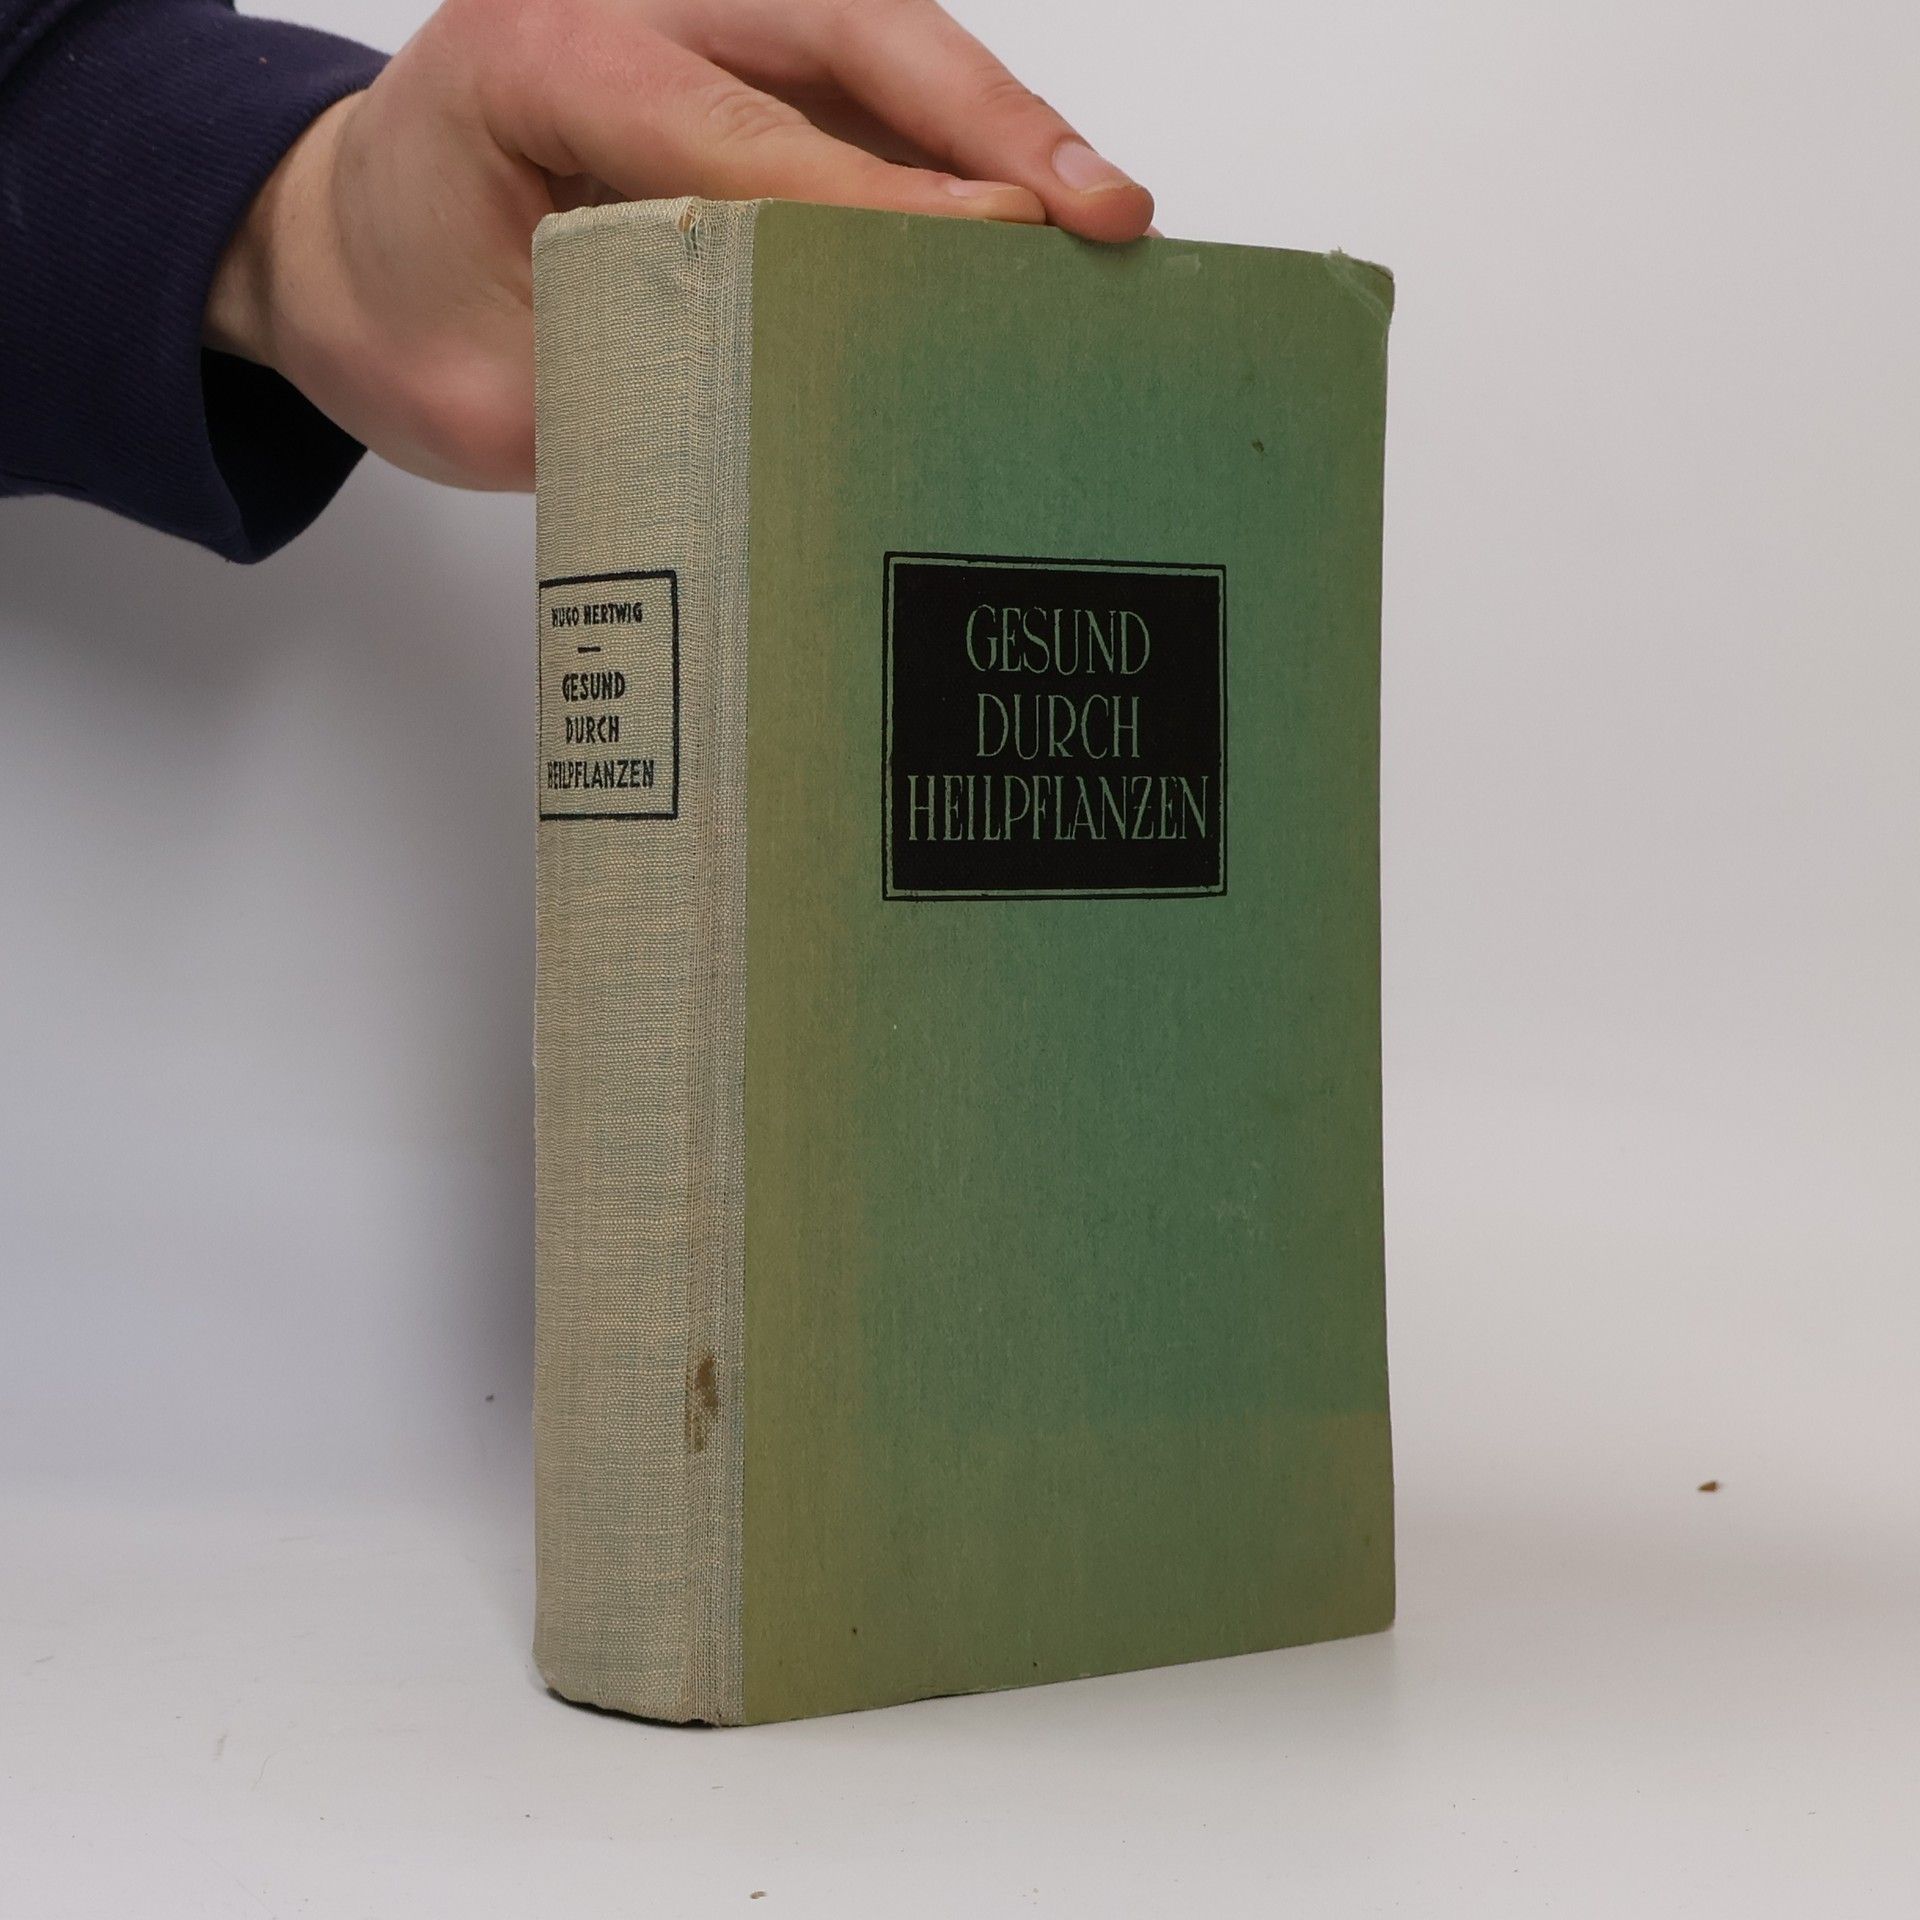 HUGO HERTWIG
—
GESUND
DURCH
HEILPFLANZEN
GESUND
DURCH
HEILPFLANZEN